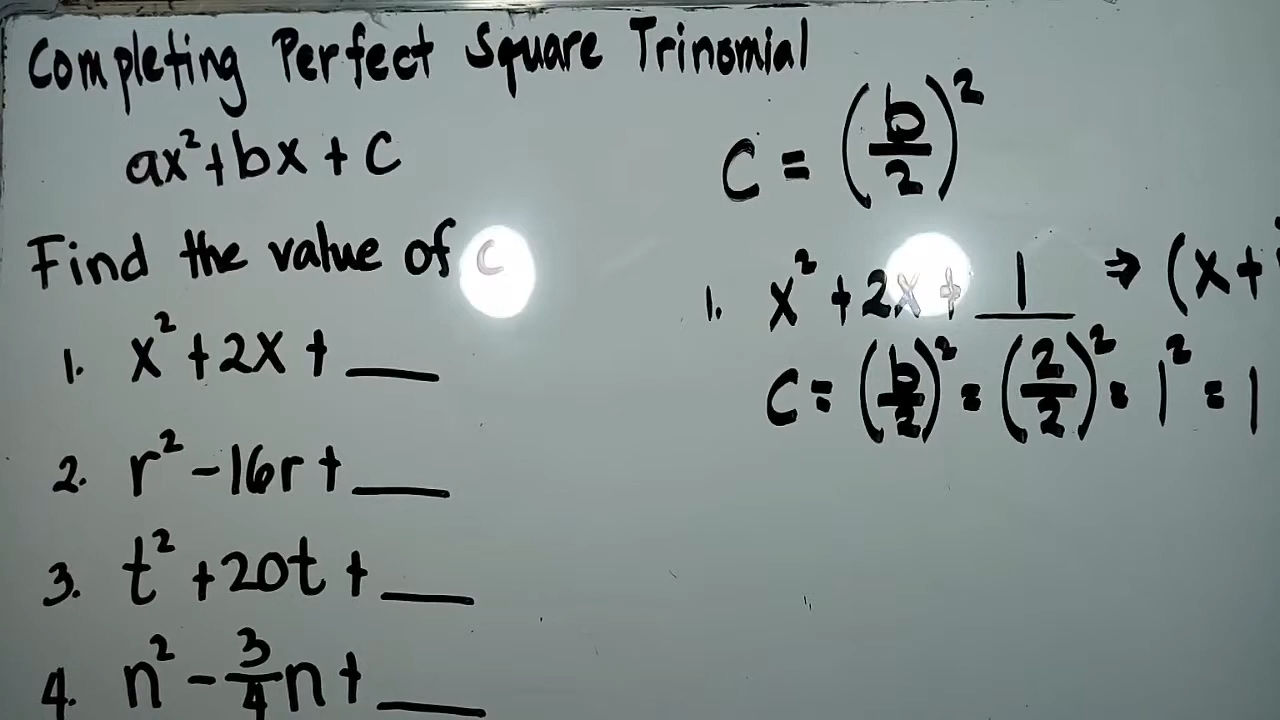 Completing Perfect Square Trinomial
ax²+bx+c
Find the value of c
1. x²+2x+___
2. r²-16r+___
3. t²+20t+___
4. n²-3/4n+___
c = (b/2)²
1. x²+2x+ 1 ⇒ (x+
c = (b/2)² = (2/2)² = 1² = 1